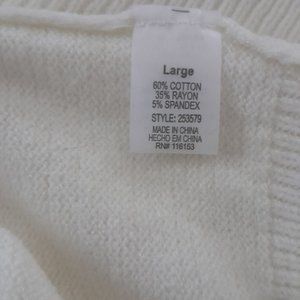 Large
60% COTTON
35% RAYON
5% SPANDEX
STYLE: 253579
MADE IN CHINA
HECHO EM CHINA
RN# 116153